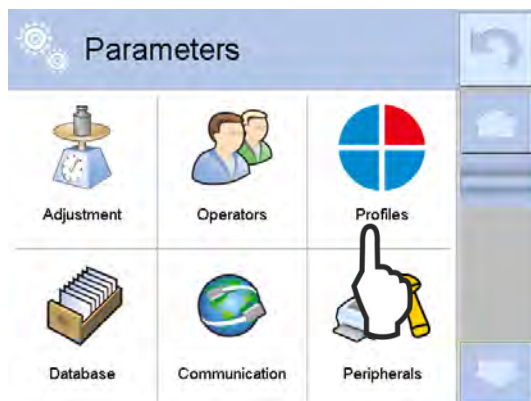 Parameters
Adjustment
Operators
Profiles
Database
Communication
Peripherals